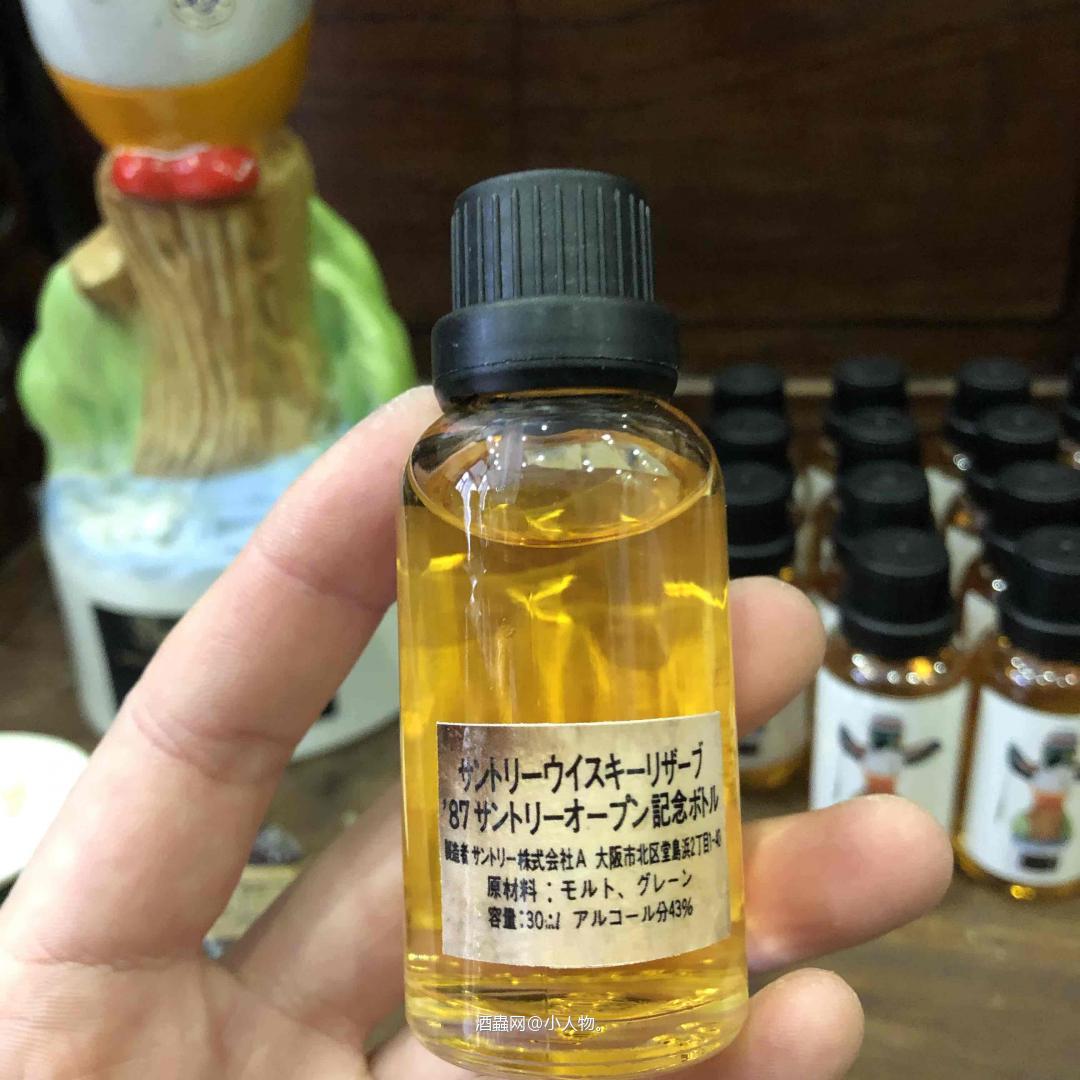 サントリーウイスキーリザーブ
'87 サントリーオープン記念ボトル
製造者 サントリー株式会社A 大阪市北区堂島浜2丁目1-40
原材料：モルト、グレーン
容量:30ml アルコール分43%
酒蟲网@小人物。